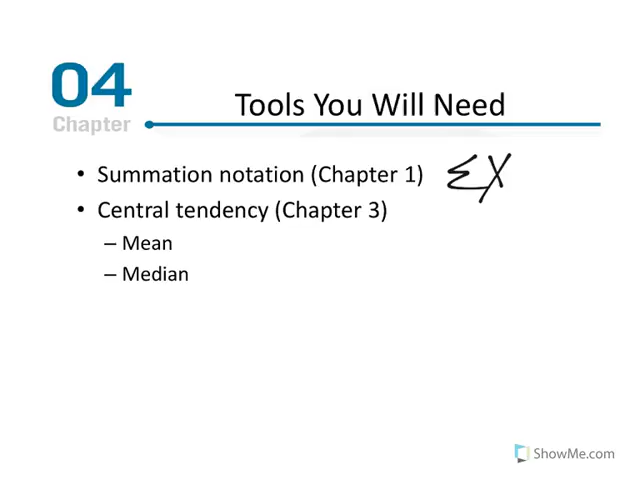 04
Chapter
Tools You Will Need
• Summation notation (Chapter 1) ΣX
• Central tendency (Chapter 3)
– Mean
– Median
ShowMe.com